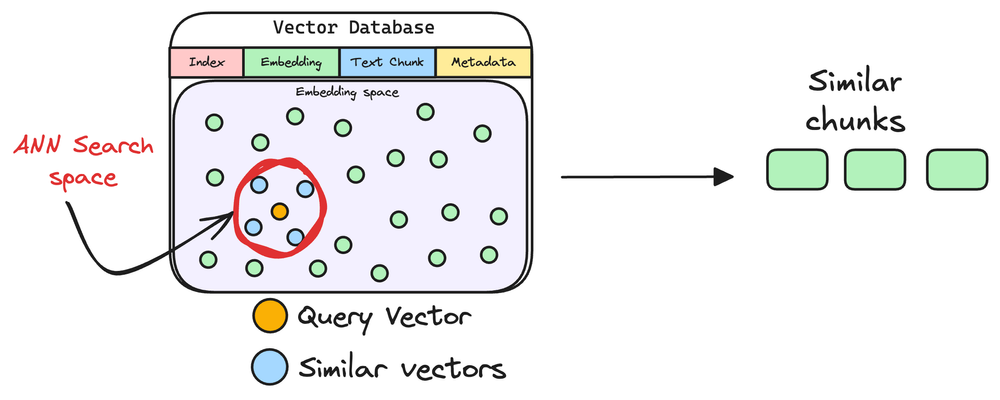 Vector Database
Index Embedding Text Chunk Metadata
Embedding space
ANN Search
space
Similar
chunks
Query Vector
Similar vectors